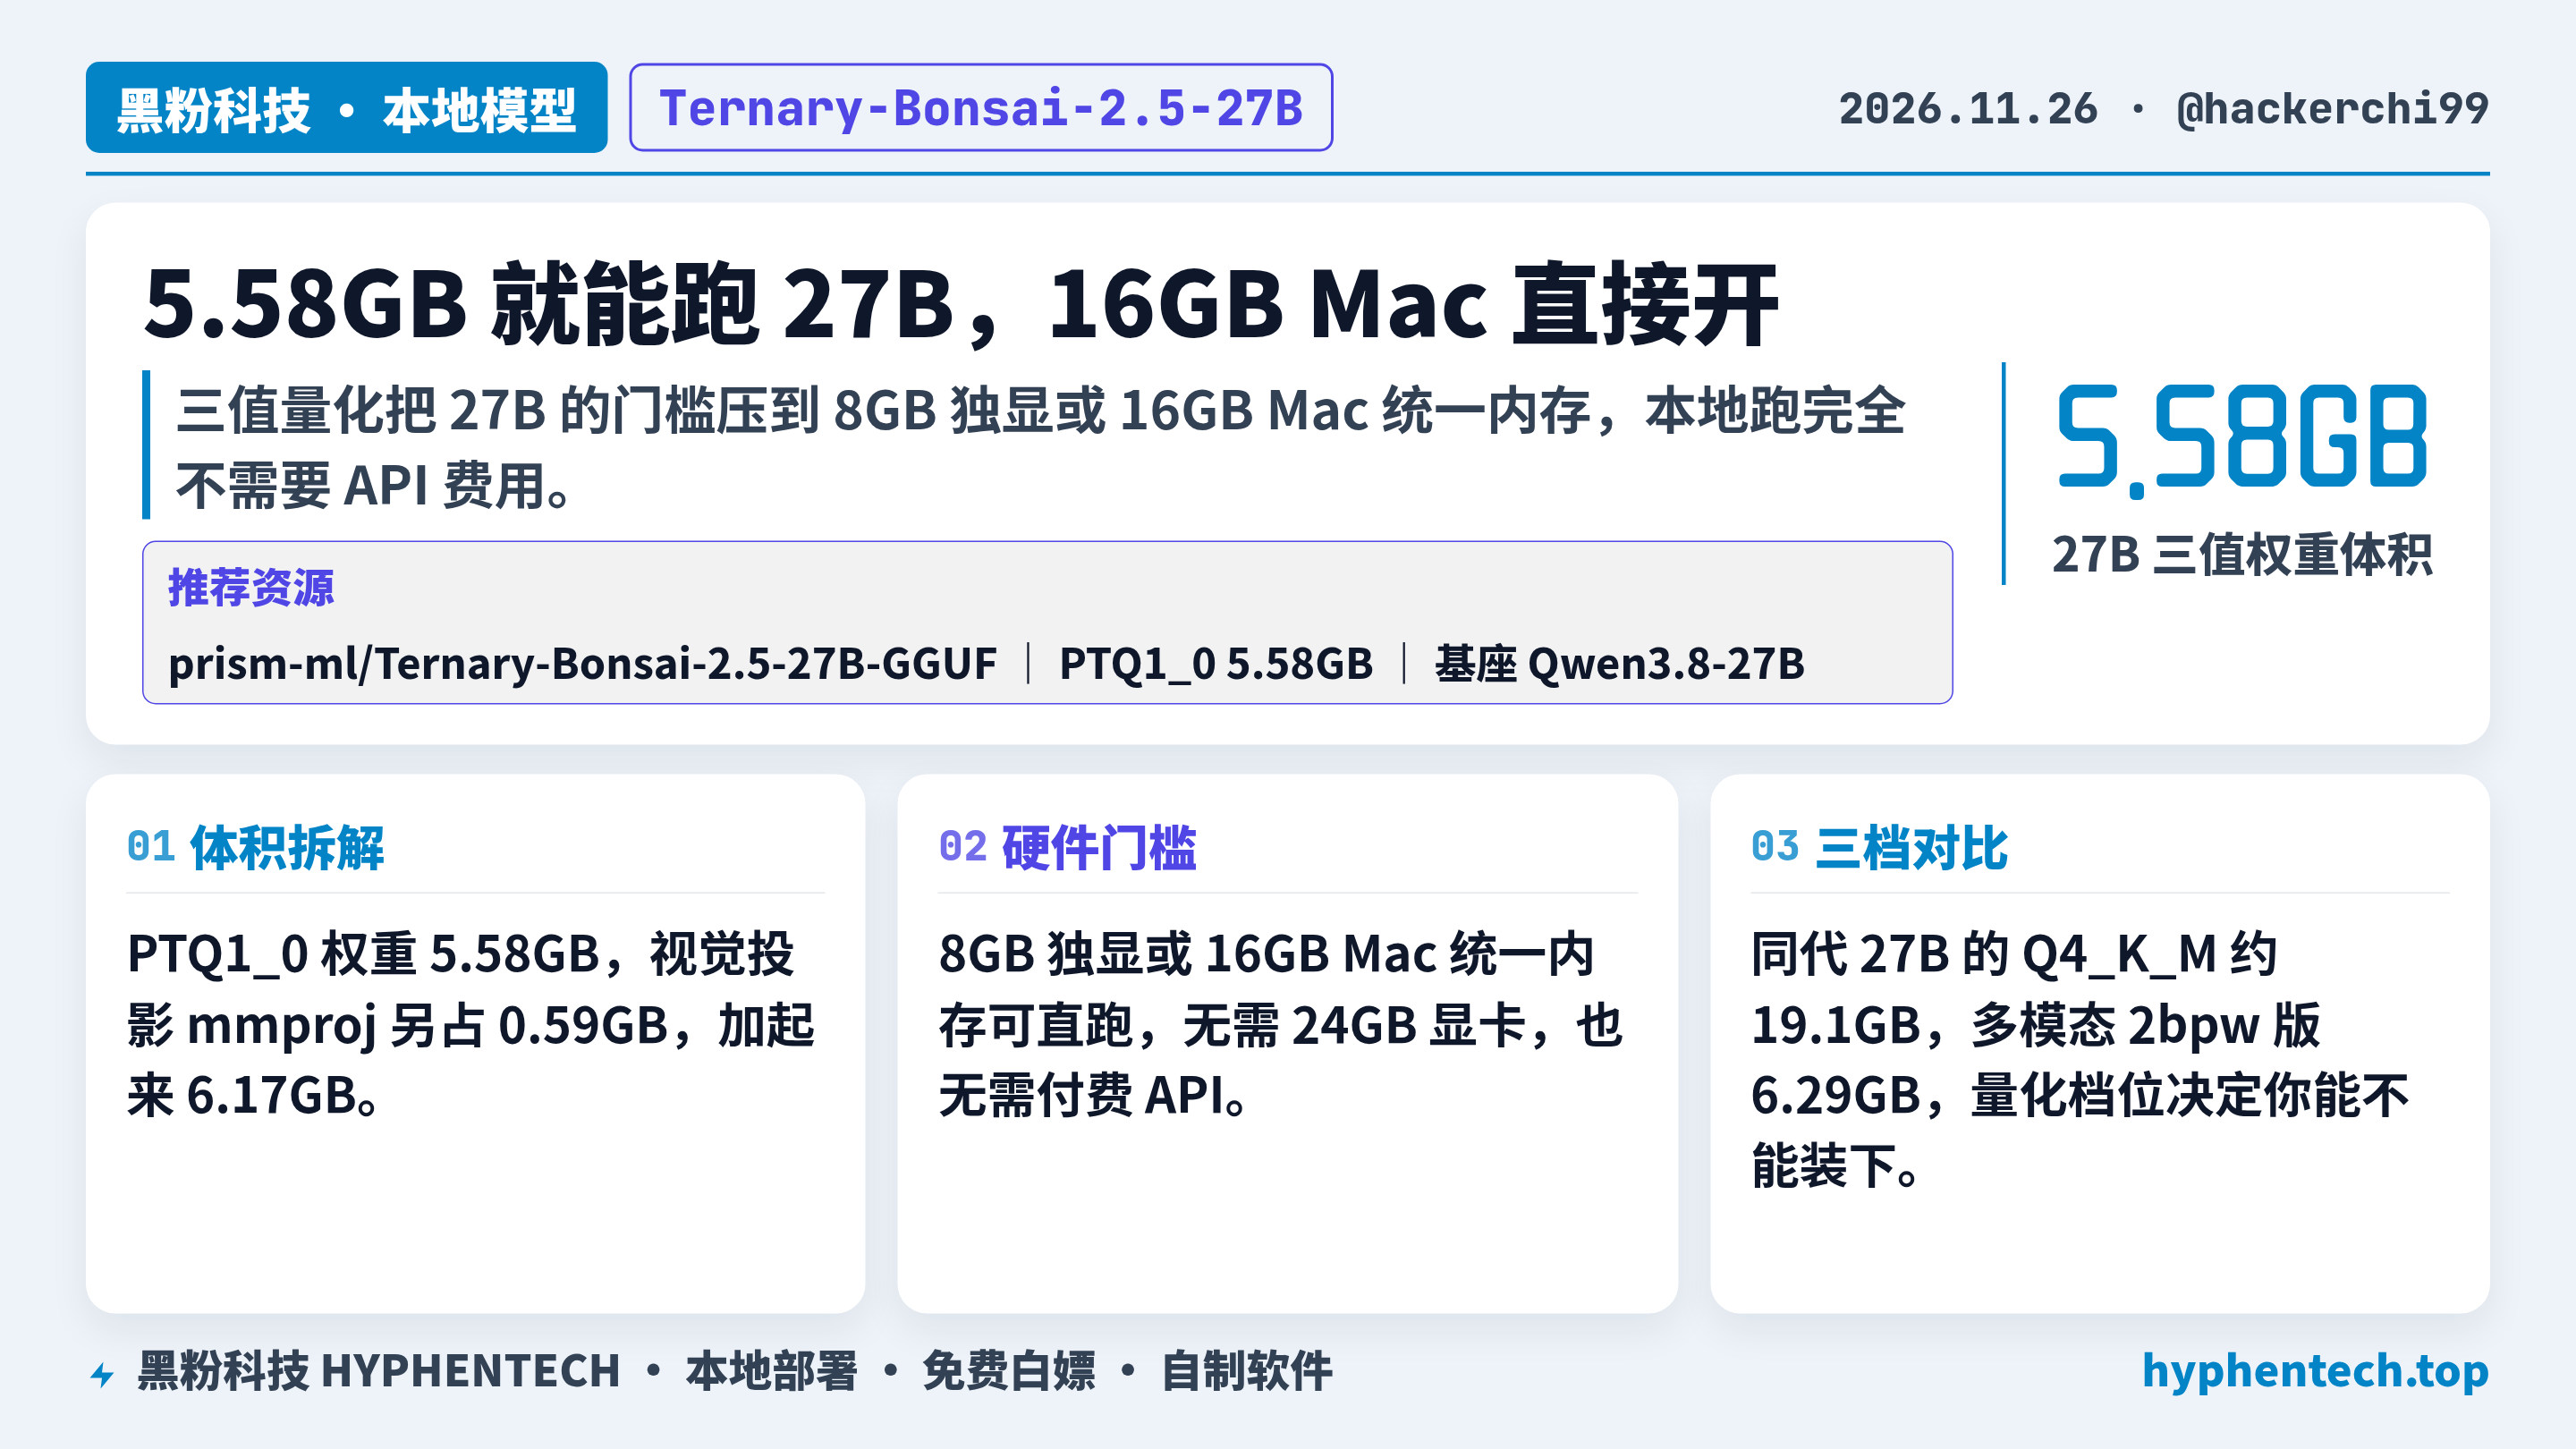 黑粉科技 · 本地模型
Ternary-Bonsai-2.5-27B
2026.11.26 · @hackerchi99
5.58GB 就能跑 27B，16GB Mac 直接开
三值量化把 27B 的门槛压到 8GB 独显或 16GB Mac 统一内存，本地跑完全
不需要 API 费用。
推荐资源
prism-ml/Ternary-Bonsai-2.5-27B-GGUF ｜ PTQ1_0 5.58GB ｜ 基座 Qwen3.8-27B
5.58GB
27B 三值权重体积
01 体积拆解
PTQ1_0 权重 5.58GB，视觉投
影 mmproj 另占 0.59GB，加起
来 6.17GB。
02 硬件门槛
8GB 独显或 16GB Mac 统一内
存可直跑，无需 24GB 显卡，也
无需付费 API。
03 三档对比
同代 27B 的 Q4_K_M 约
19.1GB，多模态 2bpw 版
6.29GB，量化档位决定你能不
能装下。
黑粉科技 HYPHENTECH · 本地部署 · 免费白嫖 · 自制软件
hyphentech.top